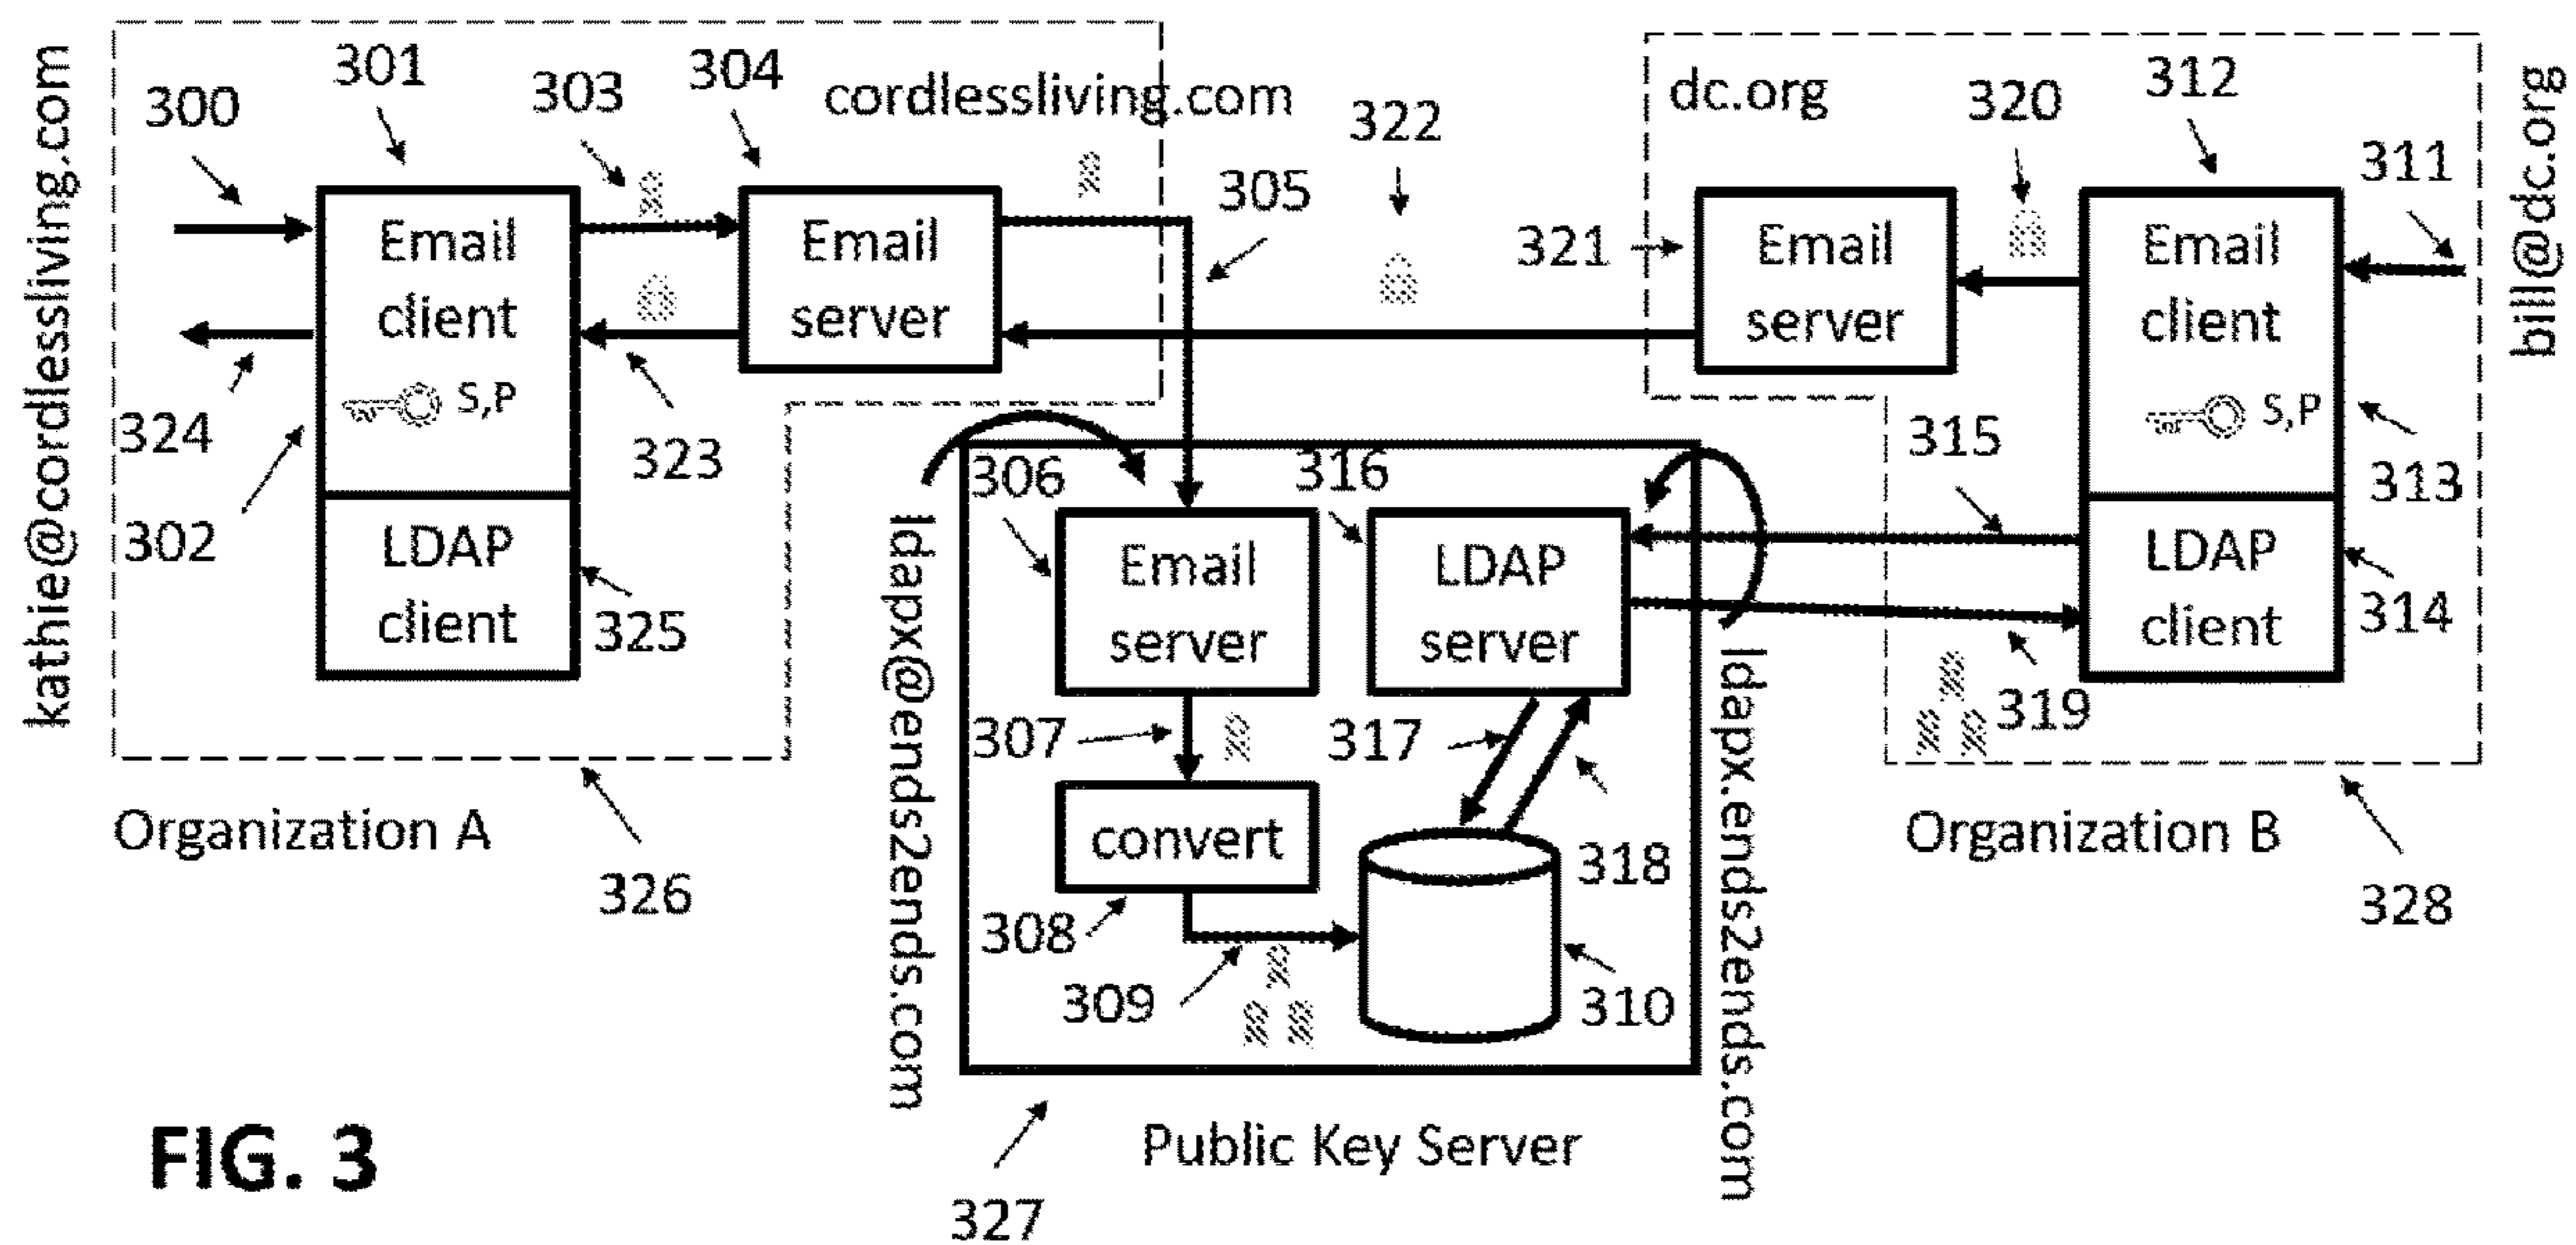 kathie@cordlessliving.com
300
301
303
304
cordlessliving.com
322
305
Email
client
S,P
LDAP
client
Email
server
324
302
323
325
Organization A
326
dc.org
320
312
311
bill@dc.org
321
Email
server
Email
client
S,P
LDAP
client
315
313
314
319
Organization B
328
ldapx@ends2ends.com
306
316
Email
server
LDAP
server
307
317
convert
318
308
309
310
ldapx.ends2ends.com
Public Key Server
327
FIG. 3